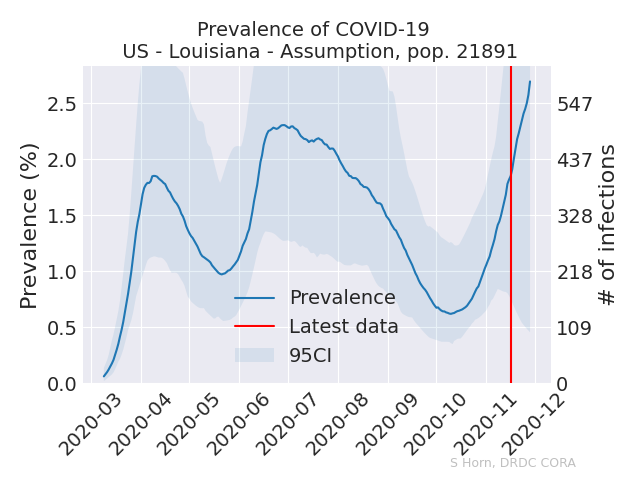 Prevalence of COVID-19
US - Louisiana - Assumption, pop. 21891
Prevalence (%)
2.5
2.0
1.5
1.0
0.5
0.0
547
437
328
218
109
0
# of infections
Prevalence
Latest data
95CI
2020-03
2020-04
2020-05
2020-06
2020-07
2020-08
2020-09
2020-10
2020-11
2020-12
S Horn, DRDC CORA